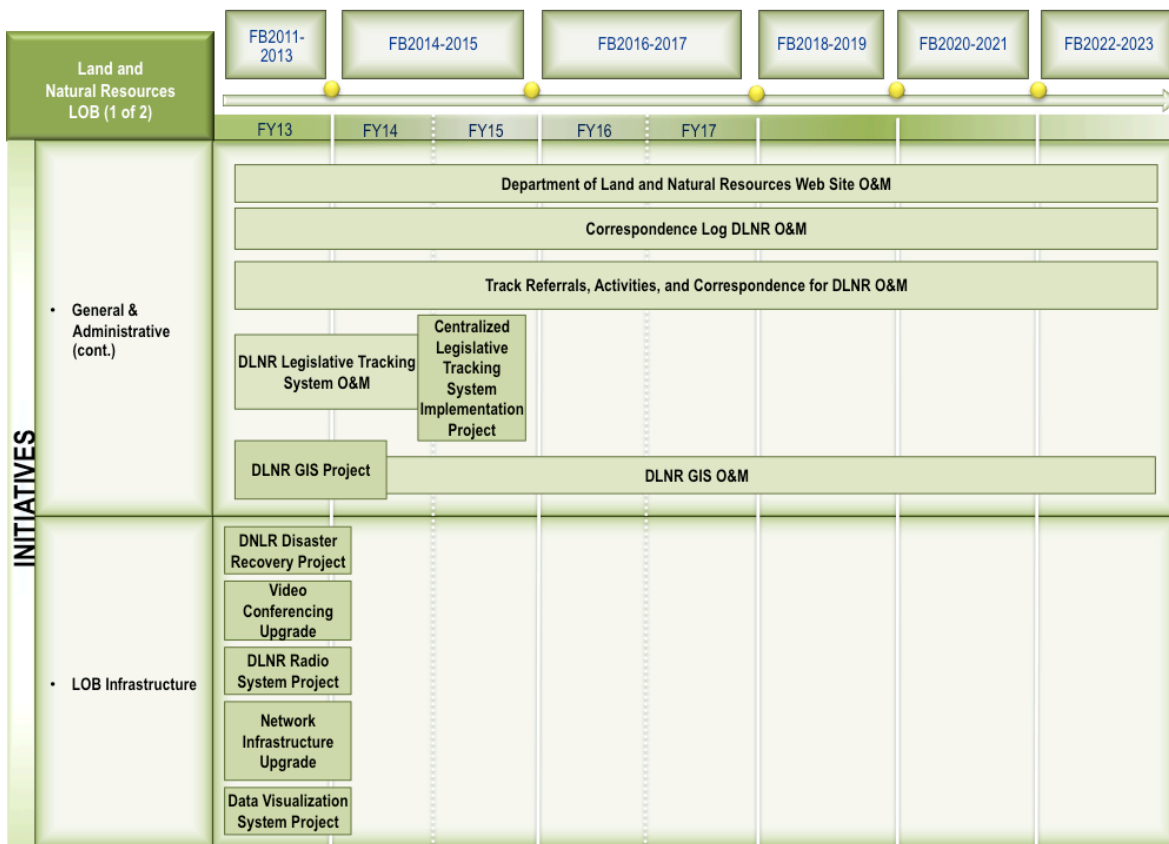 Land and
Natural Resources
LOB (1 of 2)
FB2011-
2013
FB2014-2015
FB2016-2017
FB2018-2019
FB2020-2021
FB2022-2023
FY13
FY14
FY15
FY16
FY17
INITIATIVES
• General &
Administrative
(cont.)
Department of Land and Natural Resources Web Site O&M
Correspondence Log DLNR O&M
Track Referrals, Activities, and Correspondence for DLNR O&M
DLNR Legislative Tracking
System O&M
Centralized
Legislative
Tracking
System
Implementation
Project
DLNR GIS Project
DLNR GIS O&M
• LOB Infrastructure
DNLR Disaster
Recovery Project
Video
Conferencing
Upgrade
DLNR Radio
System Project
Network
Infrastructure
Upgrade
Data Visualization
System Project